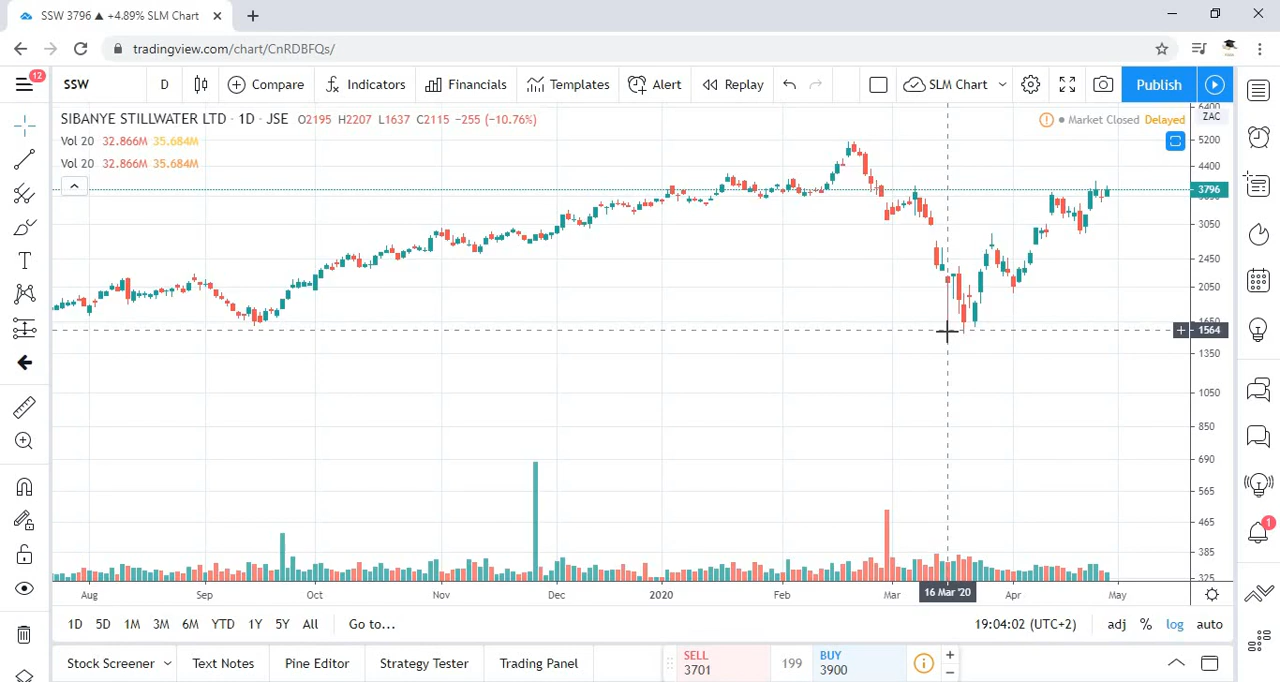 SSW 3796 ▲ +4.89% SLM Chart
tradingview.com/chart/CnRDBFQs/
12
SSW D Compare Indicators Financials Templates Alert Replay SLM Chart Publish
SIBANYE STILLWATER LTD · 1D · JSE O2195 H2207 L1637 C2115 −255 (−10.76%)
Market Closed Delayed
Vol 20 32.866M 35.684M
Vol 20 32.866M 35.684M
6400
ZAC
5200
4400
3796
3050
2450
2050
1564
1350
1050
850
690
565
465
385
325
1
Aug Sep Oct Nov Dec 2020 Feb Mar 16 Mar '20 Apr May
1D 5D 1M 3M 6M YTD 1Y 5Y All Go to... 19:04:02 (UTC+2) adj % log auto
Stock Screener Text Notes Pine Editor Strategy Tester Trading Panel
SELL
3701
199
BUY
3900